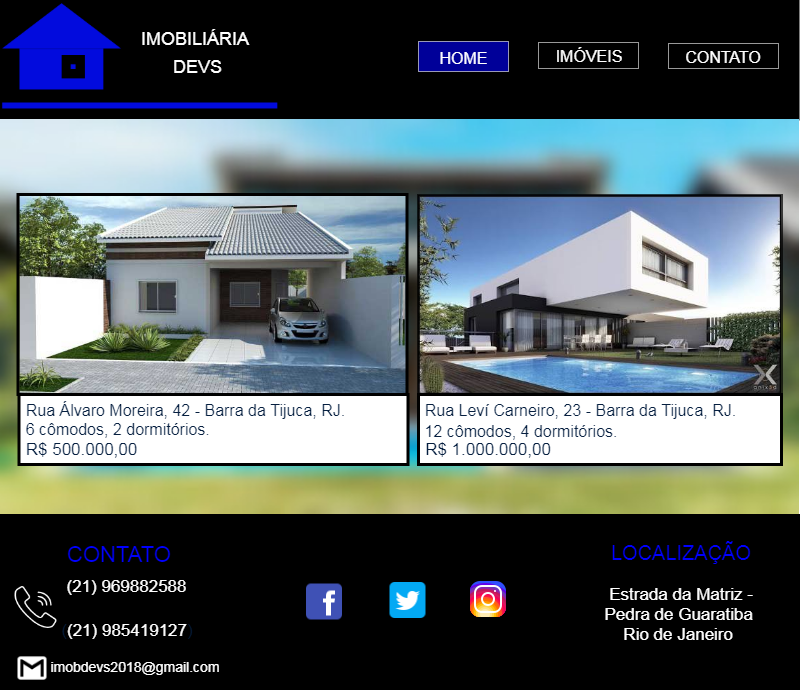 IMOBILIÁRIA
DEVS
HOME
IMÓVEIS
CONTATO
Rua Álvaro Moreira, 42 - Barra da Tijuca, RJ.
6 cômodos, 2 dormitórios.
R$ 500.000,00
Rua Leví Carneiro, 23 - Barra da Tijuca, RJ.
12 cômodos, 4 dormitórios.
R$ 1.000.000,00
CONTATO
(21) 969882588
(21) 985419127
imobdevs2018@gmail.com
LOCALIZAÇÃO
Estrada da Matriz -
Pedra de Guaratiba
Rio de Janeiro